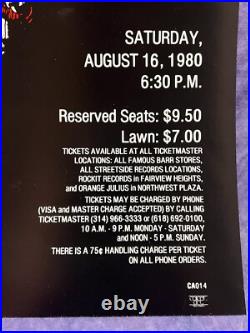 SATURDAY,
AUGUST 16, 1980
6:30 P.M.
Reserved Seats: $9.50
Lawn: $7.00
TICKETS AVAILABLE AT ALL TICKETMASTER
LOCATIONS: ALL FAMOUS BARR STORES,
ALL STREETSIDE RECORDS LOCATIONS,
ROCKIT RECORDS in FAIRVIEW HEIGHTS,
and ORANGE JULIUS in NORTHWEST PLAZA.
TICKETS MAY BE CHARGED BY PHONE
(VISA and MASTER CHARGE ACCEPTED) BY CALLING
TICKETMASTER (314) 966-3333 or (618) 692-0100,
10 A.M. - 9 P.M. MONDAY - SATURDAY
and NOON - 5 P.M. SUNDAY.
THERE IS A 75¢ HANDLING CHARGE PER TICKET
ON ALL PHONE ORDERS.
CA014